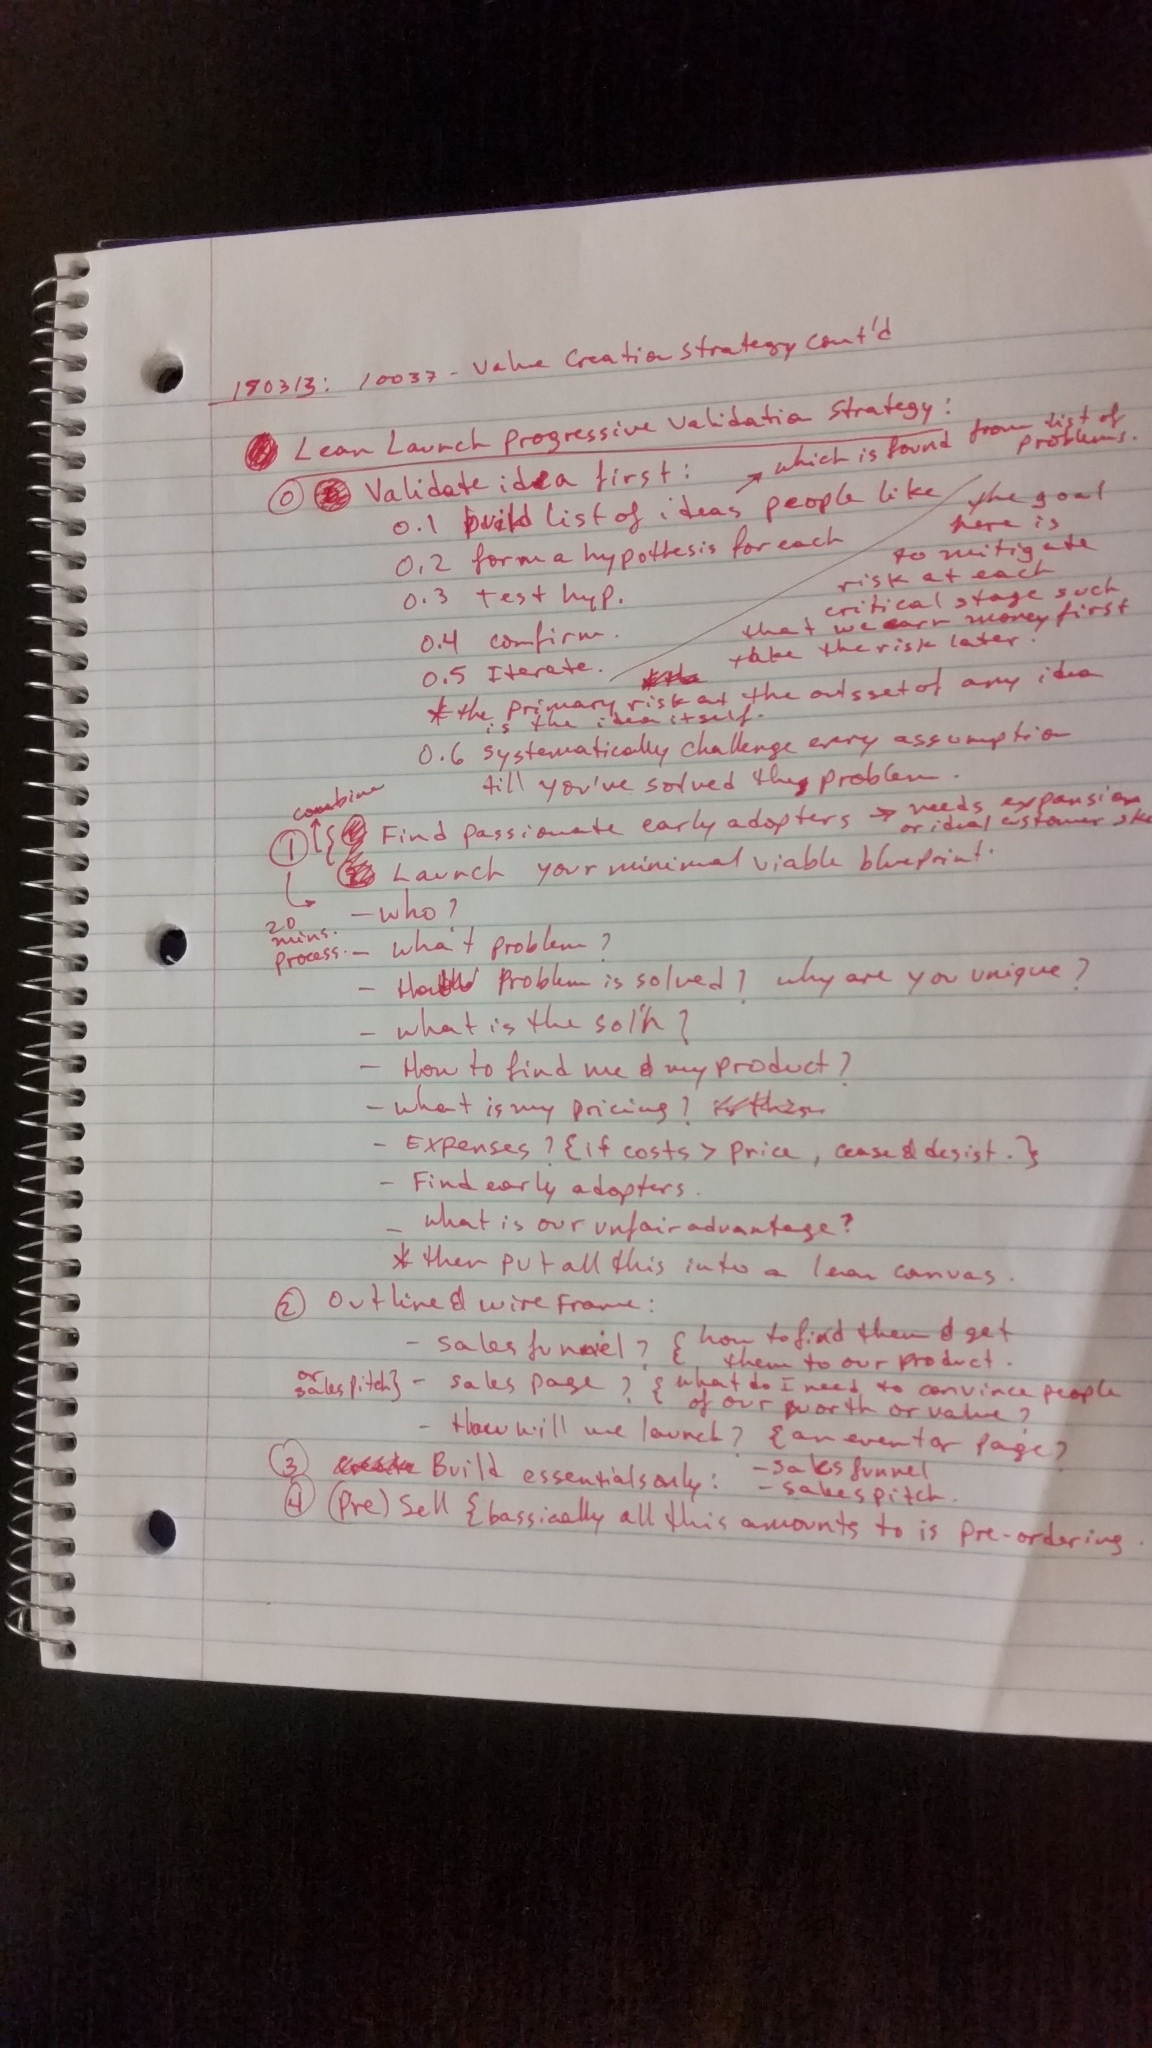 180313: 10037 - Value Creation Strategy cont'd
Lean Launch progressive validation strategy:
0 Validate idea first: → which is found from list of problems.
0.1 build list of ideas people like
0.2 form a hypothesis for each
0.3 test hyp.
0.4 confirm.
0.5 Iterate.
the goal
here is
to mitigate
risk at each
critical stage such
that we earn money first
take the risk later.
* the primary risk at the outsset of any idea
is the idea itself.
0.6 systematically challenge every assumption
till you've solved the problem.
combine
1 Find passionate early adopters → needs expansion
or ideal customer
Launch your minimal viable blueprint.
20
mins.
process.
- who?
- what problem?
- Problem is solved? why are you unique?
- what is the sol'n?
- How to find me & my product?
- what is my pricing?
- Expenses? {if costs > price, cease & desist.}
- Find early adopters.
- what is our unfair advantage?
* then put all this into a lean canvas.
2 Outline & wire frame:
- sales funnel? { how to find them & get
them to our product.
or
sales pitch} - sales page? { what do I need to convince people
of our worth or value?
- How will we launch? { an event or page?
3 Build essentials only: - sales funnel
- sales pitch.
4 (Pre) Sell { bassically all this amounts to is pre-ordering.